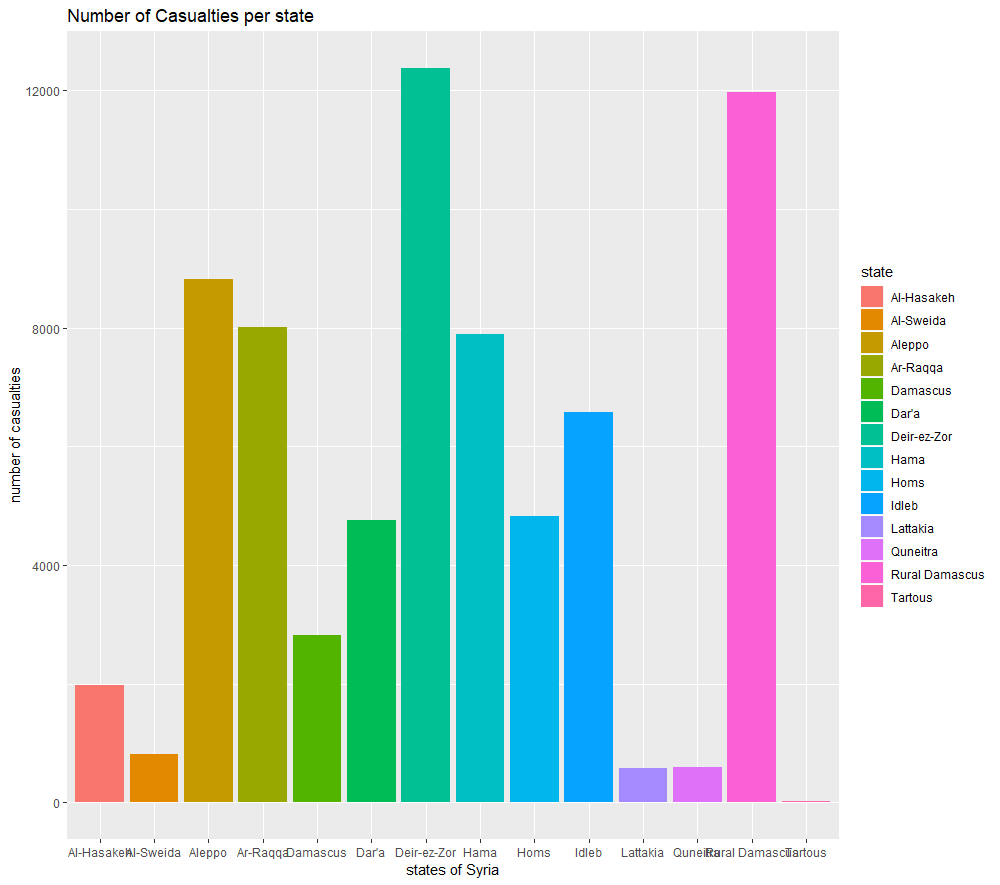 Number of Casualties per state
number of casualties
12000
8000
4000
0
Al-Hasakeh Al-Sweida Aleppo Ar-Raqqa Damascus Dar'a Deir-ez-Zor Hama Homs Idleb Lattakia Quneitra Rural Damascus Tartous
states of Syria
state
Al-Hasakeh
Al-Sweida
Aleppo
Ar-Raqqa
Damascus
Dar'a
Deir-ez-Zor
Hama
Homs
Idleb
Lattakia
Quneitra
Rural Damascus
Tartous